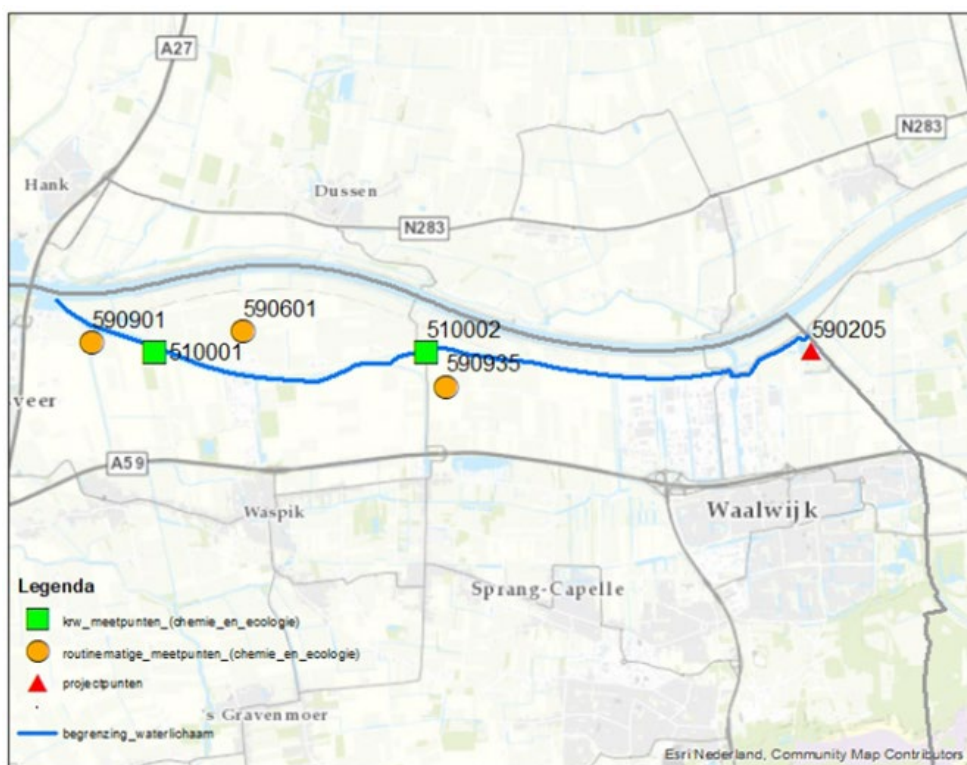 A27
N283
Hank
Dussen
N283
590901
590601
510002
590205
510001
590935
veer
A59
Waspik
Waalwijk
Sprang-Capelle
Legenda
krw_meetpunten_(chemie_en_ecologie)
routinematige_meetpunten_(chemie_en_ecologie)
projectpunten
's Gravenmoer
begrenzing_waterlichaam
Esri Nederland, Community Map Contributors